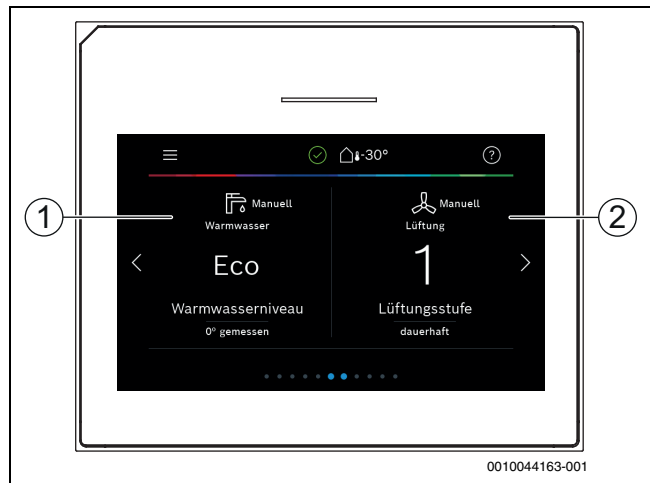 -30° ?
1 Manuell Manuell 2
Warmwasser Lüftung
Eco 1
Warmwasserniveau Lüftungsstufe
0° gemessen dauerhaft
0010044163-001